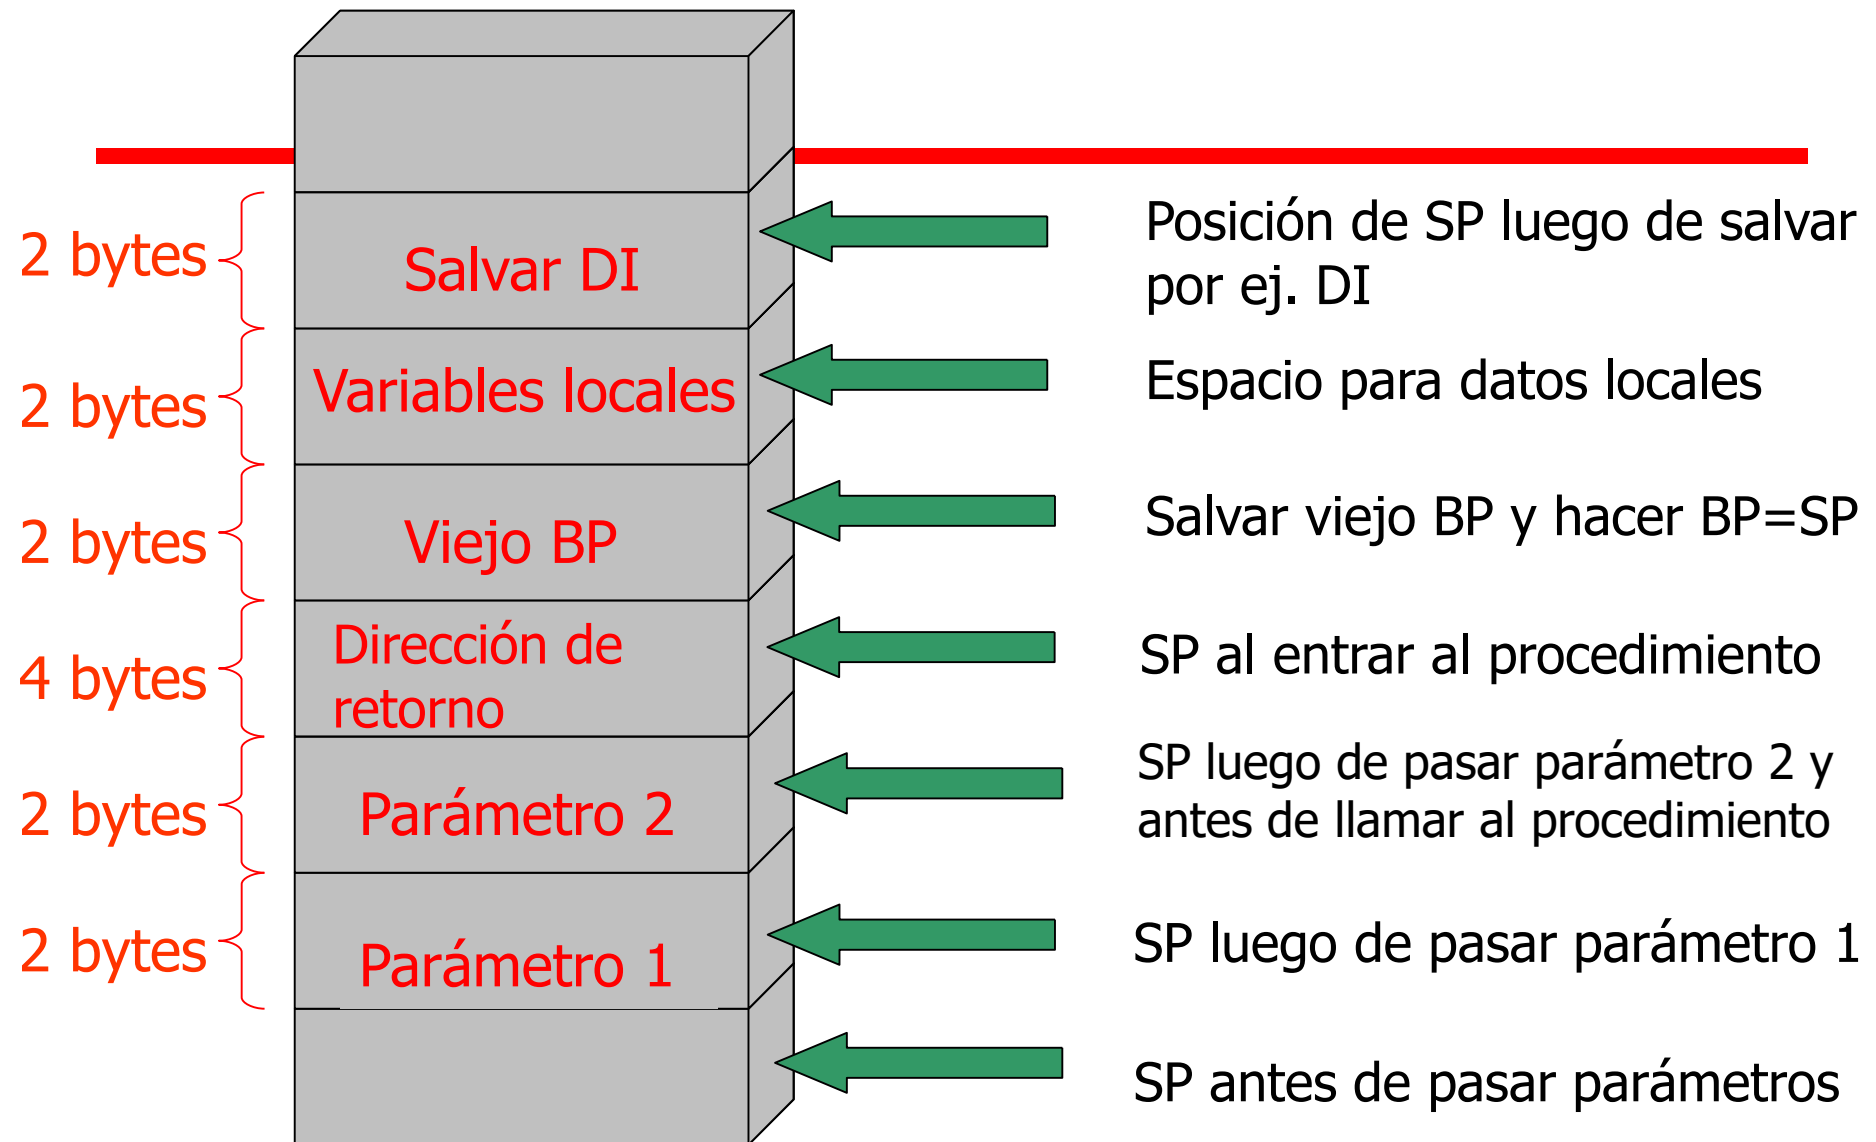 2 bytes
Salvar DI
Posición de SP luego de salvar
por ej. DI
2 bytes
Variables locales
Espacio para datos locales
2 bytes
Viejo BP
Salvar viejo BP y hacer BP=SP
4 bytes
Dirección de
retorno
SP al entrar al procedimiento
2 bytes
Parámetro 2
SP luego de pasar parámetro 2 y
antes de llamar al procedimiento
2 bytes
Parámetro 1
SP luego de pasar parámetro 1
SP antes de pasar parámetros